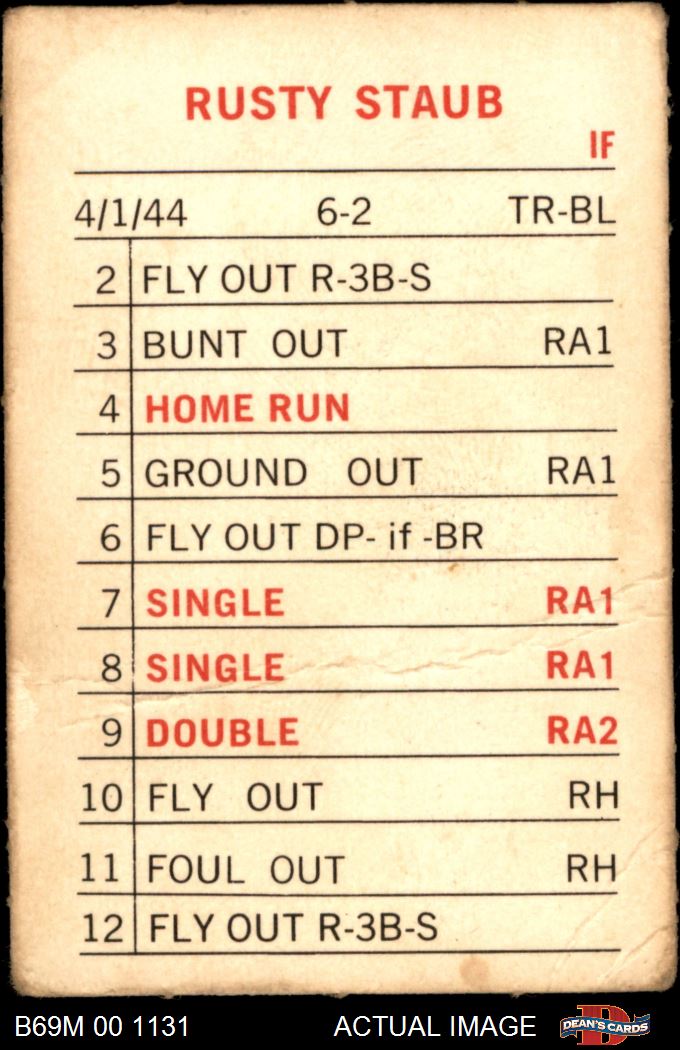 RUSTY STAUB
IF
4/1/44 6-2 TR-BL
2 FLY OUT R-3B-S
3 BUNT OUT RA1
4 HOME RUN
5 GROUND OUT RA1
6 FLY OUT DP- if -BR
7 SINGLE RA1
8 SINGLE RA1
9 DOUBLE RA2
10 FLY OUT RH
11 FOUL OUT RH
12 FLY OUT R-3B-S
B69M 00 1131 ACTUAL IMAGE DEAN'S CARDS